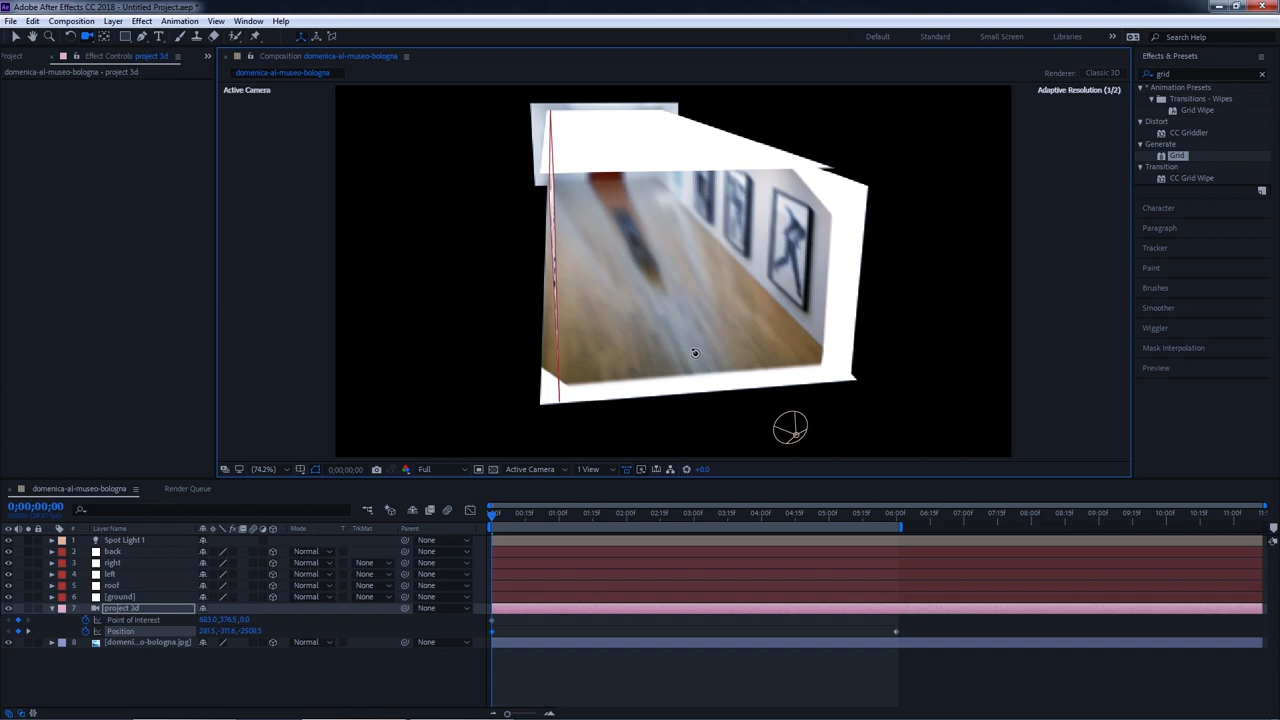 Adobe After Effects CC 2018 - Untitled Project.aep *
File Edit Composition Layer Effect Animation View Window Help
Default Standard Small Screen Libraries Search Help
Project Effect Controls project 3d
domenica-al-museo-bologna • project 3d
Composition domenica-al-museo-bologna
domenica-al-museo-bologna
Renderer: Classic 3D
Active Camera
Adaptive Resolution (1/2)
Effects & Presets
grid
* Animation Presets
Transitions - Wipes
Grid Wipe
Distort
CC Griddler
Generate
Grid
Transition
CC Grid Wipe
Character
Paragraph
Tracker
Paint
Brushes
Smoother
Wiggler
Mask Interpolation
Preview
(74.2%) 0;00;00;00 Full Active Camera 1 View +0.0
domenica-al-museo-bologna Render Queue
0;00;00;00
00:15f 01:00f 01:15f 02:00f 02:15f 03:00f 03:15f 04:00f 04:15f 05:00f 05:15f 06:00f 06:15f 07:00f 07:15f 08:00f 08:15f 09:00f 09:15f 10:00f 10:15f 11:00f
# Layer Name Mode T TrkMat Parent
1 Spot Light 1 None
2 back Normal None
3 right Normal None None
4 left Normal None None
5 roof Normal None None
6 [ground] Normal None None
7 project 3d None
Point of Interest 683.0,376.5,0.0
Position 281.5,-311.6,-2508.5
8 [domeni...o-bologna.jpg] Normal None None